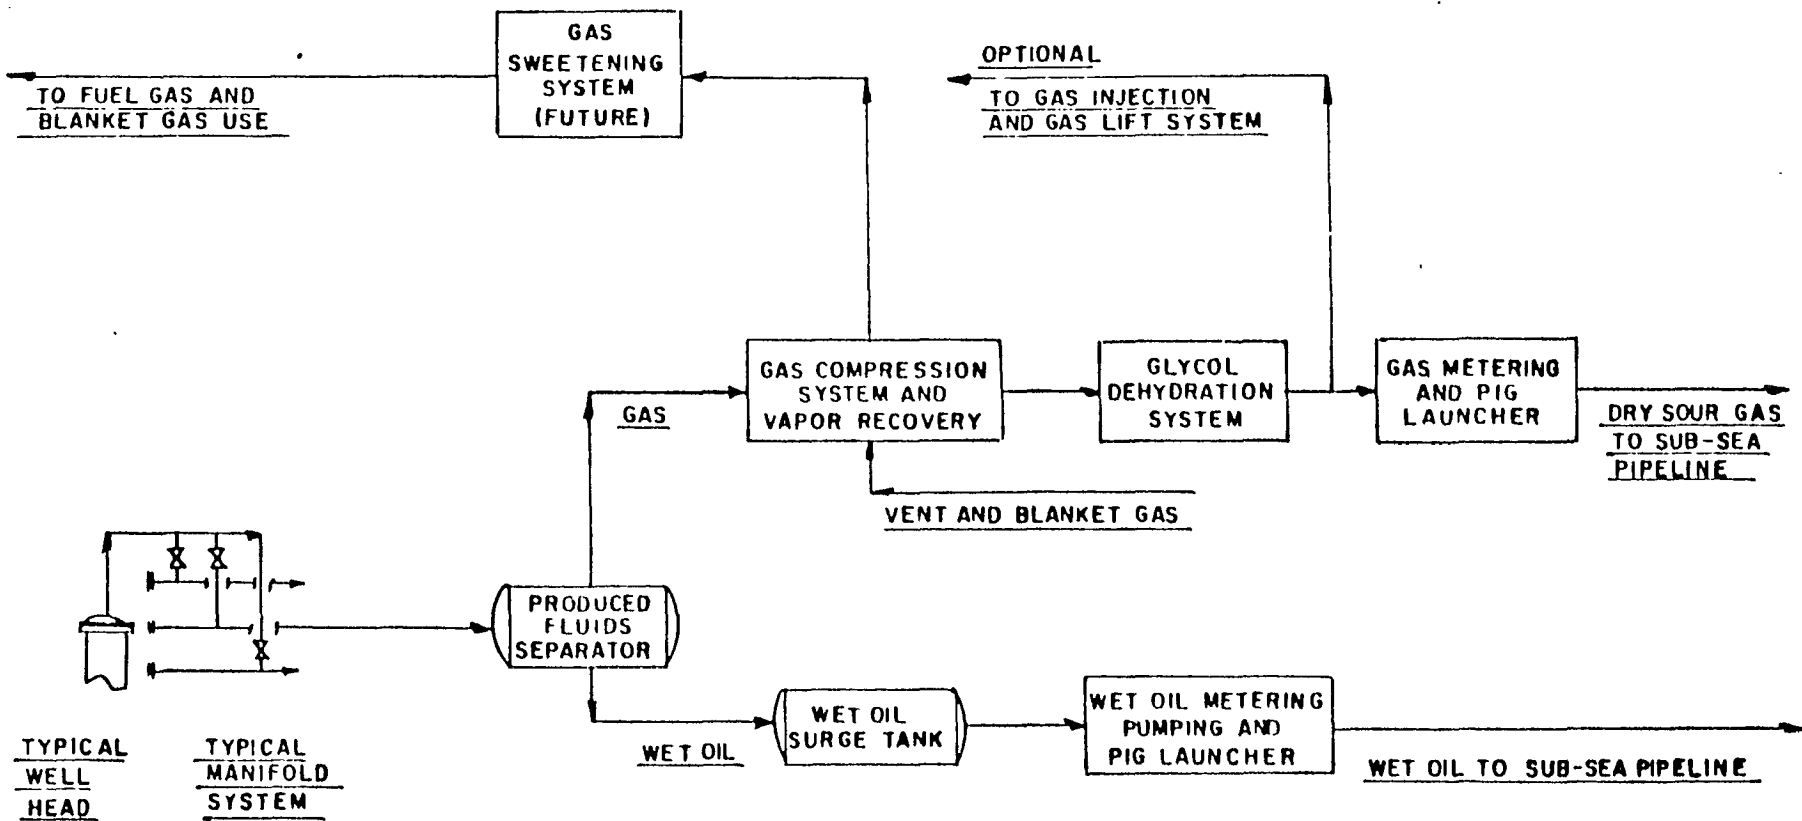 GAS
SWEETENING
SYSTEM
(FUTURE)
TO FUEL GAS AND
BLANKET GAS USE
OPTIONAL
TO GAS INJECTION
AND GAS LIFT SYSTEM
GAS COMPRESSION
SYSTEM AND
VAPOR RECOVERY
GLYCOL
DEHYDRATION
SYSTEM
GAS METERING
AND PIG
LAUNCHER
GAS
DRY SOUR GAS
TO SUB-SEA
PIPELINE
VENT AND BLANKET GAS
PRODUCED
FLUIDS
SEPARATOR
WET OIL
SURGE TANK
WET OIL METERING
PUMPING AND
PIG LAUNCHER
WET OIL
WET OIL TO SUB-SEA PIPELINE
TYPICAL
WELL
HEAD
TYPICAL
MANIFOLD
SYSTEM